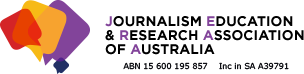 JOURNALISM EDUCATION
& RESEARCH ASSOCIATION
OF AUSTRALIA
ABN 15 600 195 857 Inc in SA A39791